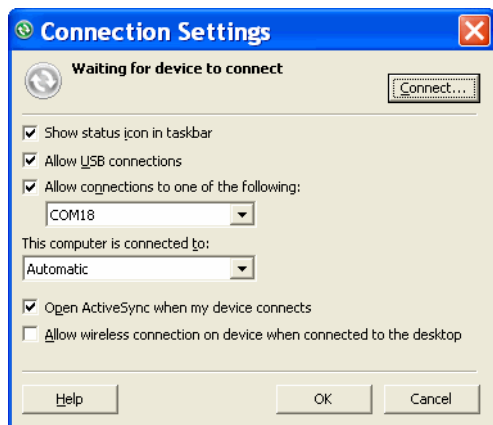 Connection Settings
Waiting for device to connect
Connect...
Show status icon in taskbar
Allow USB connections
Allow connections to one of the following:
COM18
This computer is connected to:
Automatic
Open ActiveSync when my device connects
Allow wireless connection on device when connected to the desktop
Help OK Cancel